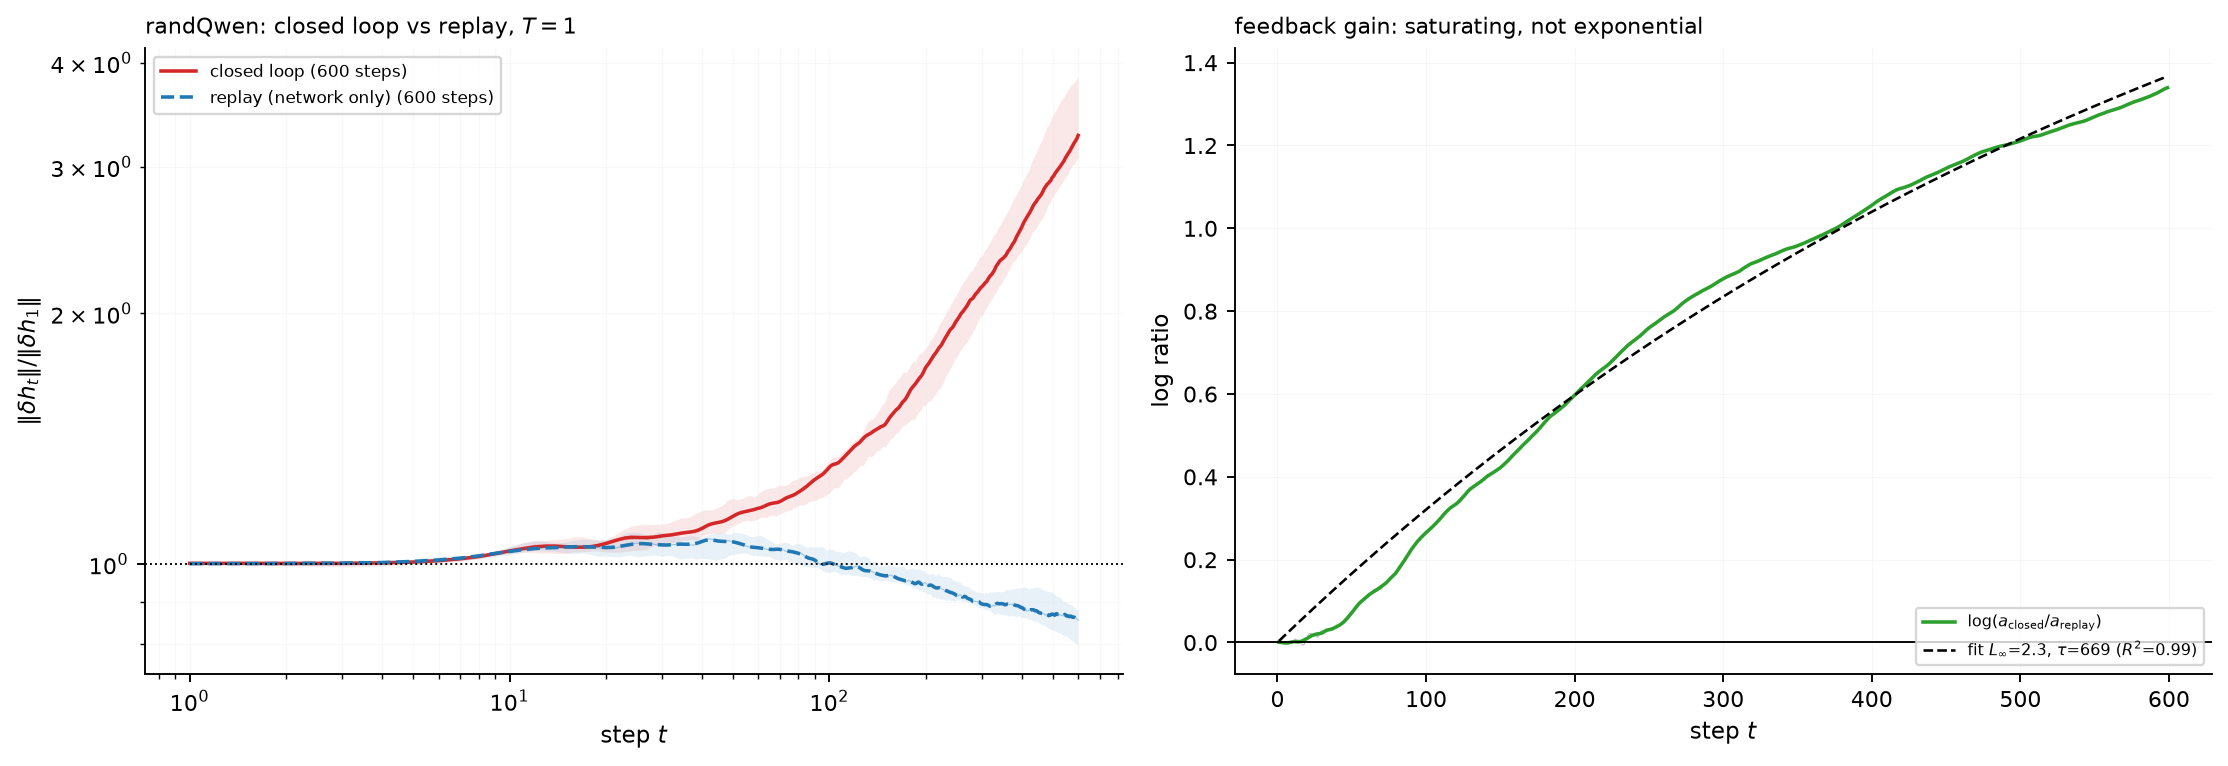 randQwen: closed loop vs replay, T = 1
closed loop (600 steps)
replay (network only) (600 steps)
4 × 10⁰
3 × 10⁰
2 × 10⁰
10⁰
‖δhₜ‖/‖δh₁‖
10⁰ 10¹ 10²
step t
feedback gain: saturating, not exponential
1.4
1.2
1.0
0.8
0.6
0.4
0.2
0.0
log ratio
log(a_closed/a_replay)
fit L∞=2.3, τ=669 (R²=0.99)
0 100 200 300 400 500 600
step t